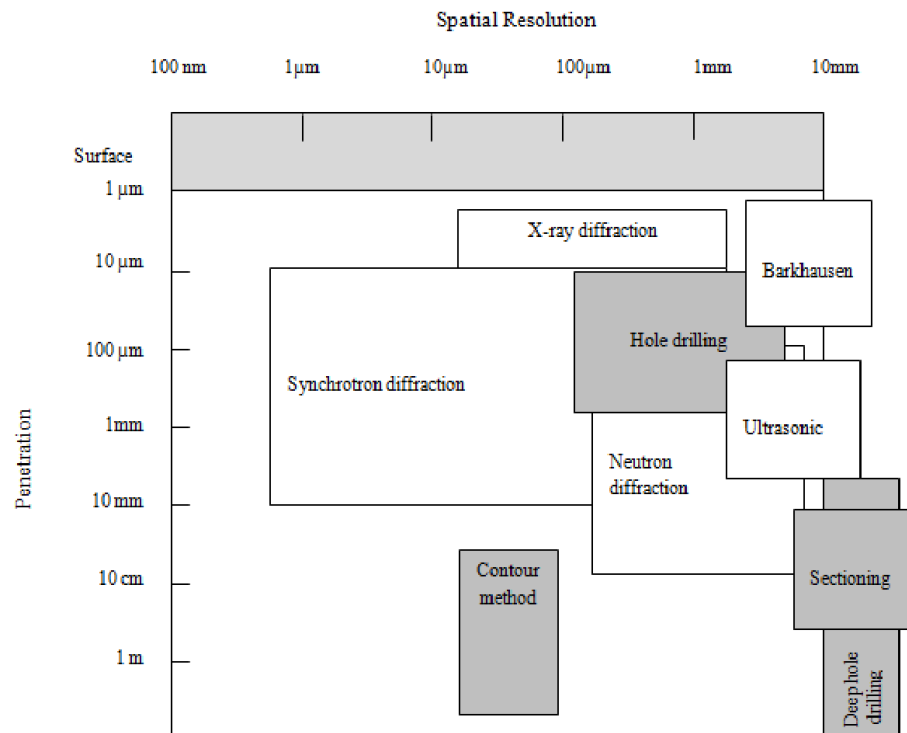 Spatial Resolution
100 nm 1µm 10µm 100µm 1mm 10mm
Surface
1 µm
X-ray diffraction
10 µm
Barkhausen
Hole drilling
100 µm
Synchrotron diffraction
1mm
Ultrasonic
Neutron
diffraction
Penetration
10 mm
Contour
method
10 cm
Sectioning
1 m
Deep hole
drilling